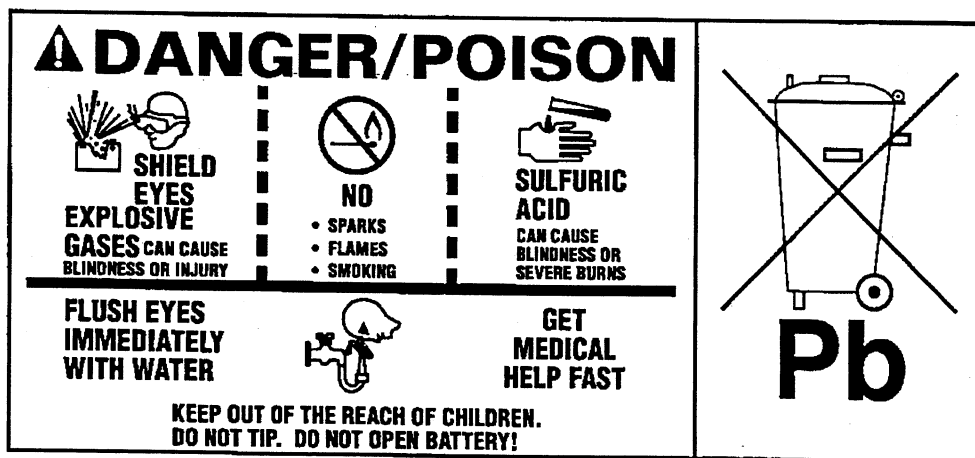 DANGER/POISON
SHIELD
EYES
EXPLOSIVE
GASES CAN CAUSE
BLINDNESS OR INJURY
NO
• SPARKS
• FLAMES
• SMOKING
SULFURIC
ACID
CAN CAUSE
BLINDNESS OR
SEVERE BURNS
FLUSH EYES
IMMEDIATELY
WITH WATER
GET
MEDICAL
HELP FAST
KEEP OUT OF THE REACH OF CHILDREN.
DO NOT TIP. DO NOT OPEN BATTERY!
Pb